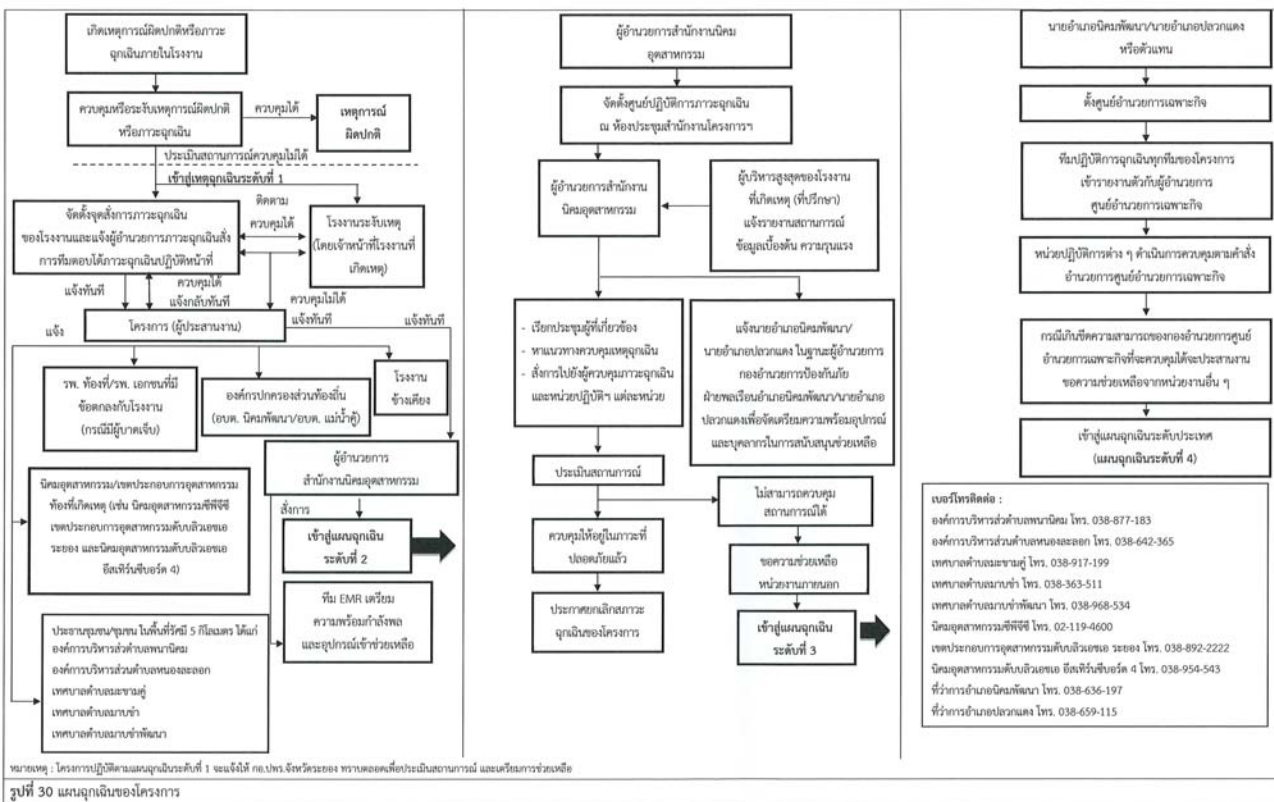 เกิดเหตุการณ์ผิดปกติหรือภาวะ
ฉุกเฉินภายในโรงงาน
ควบคุมหรือระงับเหตุการณ์ผิดปกติ
หรือภาวะฉุกเฉิน
ควบคุมได้
เหตุการณ์
ผิดปกติ
ประเมินสถานการณ์ควบคุมไม่ได้
เข้าสู่เหตุฉุกเฉินระดับที่ 1
จัดตั้งจุดสั่งการภาวะฉุกเฉิน
ของโรงงานและแจ้งผู้อำนวยการภาวะฉุกเฉินสั่ง
การทีมตอบโต้ภาวะฉุกเฉินปฏิบัติหน้าที่
ติดตาม
ควบคุมได้
โรงงานระงับเหตุ
(โดยเจ้าหน้าที่โรงงานที่
เกิดเหตุ)
แจ้งทันที
ควบคุมได้
แจ้งกลับทันที
ควบคุมไม่ได้
แจ้งทันที
แจ้งทันที
แจ้ง
โครงการ (ผู้ประสานงาน)
รพ. ท้องที่/รพ. เอกชนที่มี
ข้อตกลงกับโรงงาน
(กรณีมีผู้บาดเจ็บ)
องค์กรปกครองส่วนท้องถิ่น
(อบต. นิคมพัฒนา/อบต. แม่น้ำคู้)
โรงงาน
ข้างเคียง
ผู้อำนวยการ
สำนักงานนิคมอุตสาหกรรม
นิคมอุตสาหกรรม/เขตประกอบการอุตสาหกรรม
ท้องที่เกิดเหตุ (เช่น นิคมอุตสาหกรรมซีพีจีซี
เขตประกอบการอุตสาหกรรมดับบลิวเอชเอ
ระยอง และนิคมอุตสาหกรรมดับบลิวเอชเอ
อีสเทิร์นซีบอร์ด 4)
สั่งการ
เข้าสู่แผนฉุกเฉิน
ระดับที่ 2
ทีม EMR เตรียม
ความพร้อมกำลังพล
และอุปกรณ์เข้าช่วยเหลือ
ประธานชุมชน/ชุมชน ในพื้นที่รัศมี 5 กิโลเมตร ได้แก่
องค์การบริหารส่วตำบลพนานิคม
องค์การบริหารส่วนตำบลหนองละลอก
เทศบาลตำบลมะขามคู่
เทศบาลตำบลมาบข่า
เทศบาลตำบลมาบข่าพัฒนา
ผู้อำนวยการสำนักงานนิคม
อุตสาหกรรม
จัดตั้งศูนย์ปฏิบัติการภาวะฉุกเฉิน
ณ ห้องประชุมสำนักงานโครงการฯ
ผู้อำนวยการสำนักงาน
นิคมอุตสาหกรรม
ผู้บริหารสูงสุดของโรงงาน
ที่เกิดเหตุ (ที่ปรึกษา)
แจ้งรายงานสถานการณ์
ข้อมูลเบื้องต้น ความรุนแรง
- เรียกประชุมผู้ที่เกี่ยวข้อง
- หาแนวทางควบคุมเหตุฉุกเฉิน
- สั่งการไปยังผู้ควบคุมภาวะฉุกเฉิน
และหน่วยปฏิบัติฯ แต่ละหน่วย
แจ้งนายอำเภอนิคมพัฒนา/
นายอำเภอปลวกแดง ในฐานะผู้อำนวยการ
กองอำนวยการป้องกันภัย
ฝ่ายพลเรือนอำเภอนิคมพัฒนา/นายอำเภอ
ปลวกแดงเพื่อจัดเตรียมความพร้อมอุปกรณ์
และบุคลากรในการสนับสนุนช่วยเหลือ
ประเมินสถานการณ์
ไม่สามารถควบคุม
สถานการณ์ได้
ควบคุมให้อยู่ในภาวะที่
ปลอดภัยแล้ว
ขอความช่วยเหลือ
หน่วยงานภายนอก
ประกาศยกเลิกสภาวะ
ฉุกเฉินของโครงการ
เข้าสู่แผนฉุกเฉิน
ระดับที่ 3
นายอำเภอนิคมพัฒนา/นายอำเภอปลวกแดง
หรือตัวแทน
ตั้งศูนย์อำนวยการเฉพาะกิจ
ทีมปฏิบัติการฉุกเฉินทุกทีมของโครงการ
เข้ารายงานตัวกับผู้อำนวยการ
ศูนย์อำนวยการเฉพาะกิจ
หน่วยปฏิบัติการต่าง ๆ ดำเนินการควบคุมตามคำสั่ง
อำนวยการศูนย์อำนวยการเฉพาะกิจ
กรณีเกินขีดความสามารถของกองอำนวยการศูนย์
อำนวยการเฉพาะกิจที่จะควบคุมได้จะประสานงาน
ขอความช่วยเหลือจากหน่วยงานอื่น ๆ
เข้าสู่แผนฉุกเฉินระดับประเทศ
(แผนฉุกเฉินระดับที่ 4)
เบอร์โทรติดต่อ :
องค์การบริหารส่วตำบลพนานิคม โทร. 038-877-183
องค์การบริหารส่วตำบลหนองละลอก โทร. 038-642-365
เทศบาลตำบลมะขามคู่ โทร. 038-917-199
เทศบาลตำบลมาบข่า โทร. 038-363-511
เทศบาลตำบลมาบข่าพัฒนา โทร. 038-968-534
นิคมอุตสาหกรรมซีพีจีซี โทร. 02-119-4600
เขตประกอบการอุตสาหกรรมดับบลิวเอชเอ ระยอง โทร. 038-892-2222
นิคมอุตสาหกรรมดับบลิวเอชเอ อีสเทิร์นซีบอร์ด 4 โทร. 038-954-543
ที่ว่าการอำเภอนิคมพัฒนา โทร. 038-636-197
ที่ว่าการอำเภอปลวกแดง โทร. 038-659-115
หมายเหตุ : โครงการปฏิบัติตามแผนฉุกเฉินระดับที่ 1 จะแจ้งให้ กอ.ปพร.จังหวัดระยอง ทราบตลอดเพื่อประเมินสถานการณ์ และเตรียมการช่วยเหลือ
รูปที่ 30 แผนฉุกเฉินของโครงการ